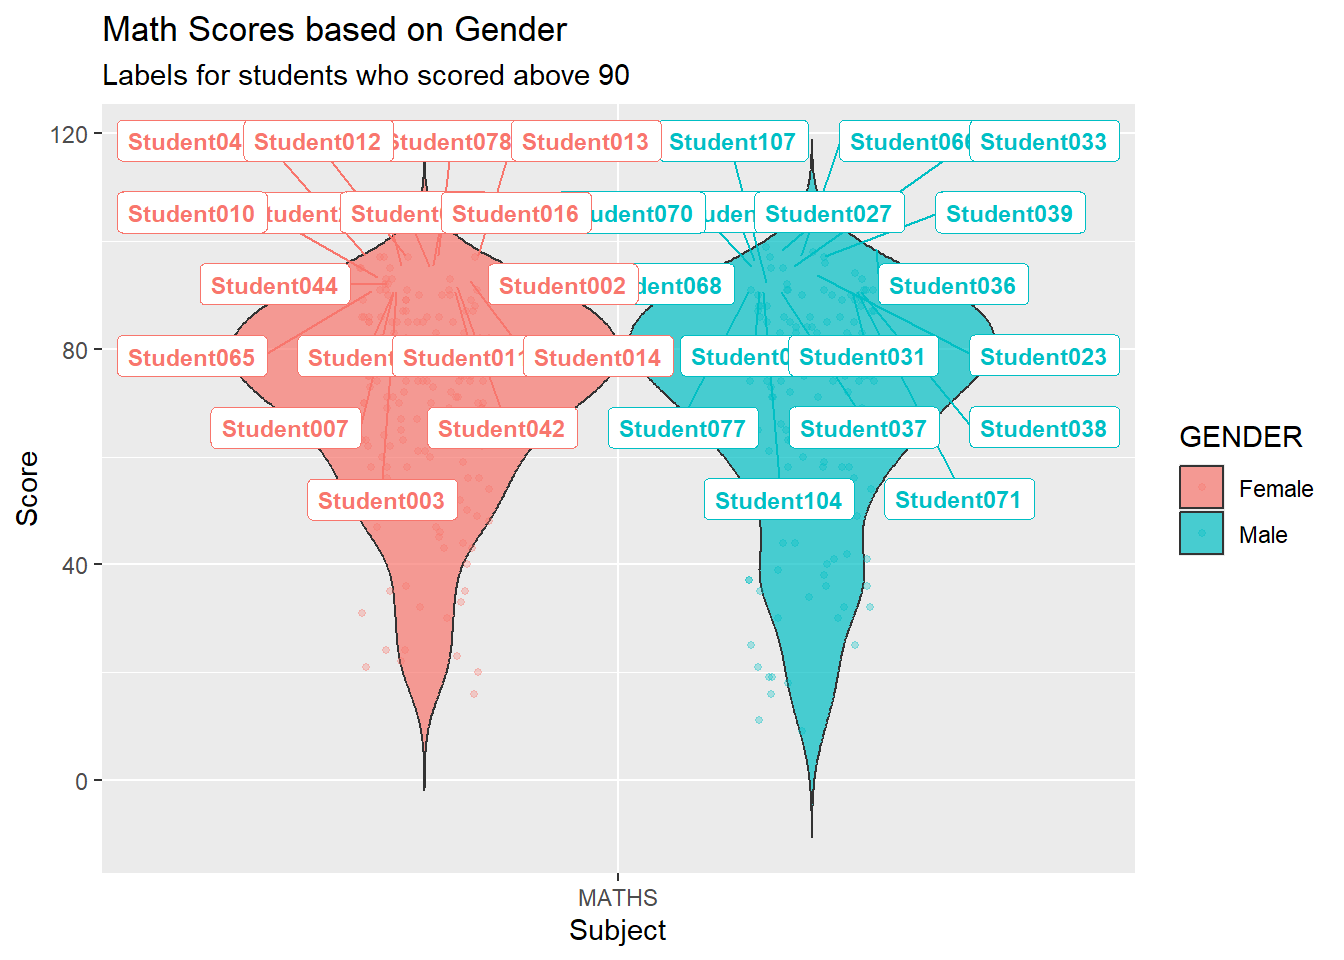 Math Scores based on Gender
Labels for students who scored above 90
120
Student012
Student013
Student107
Student033
Student010
Student016
Student027
Student039
Student044
Student002
Student036
80
Student065
Student014
Student031
Student023
Student007
Student042
Student077
Student037
Student038
Student003
Student104
Student071
40
0
Score
MATHS
Subject
GENDER
Female
Male